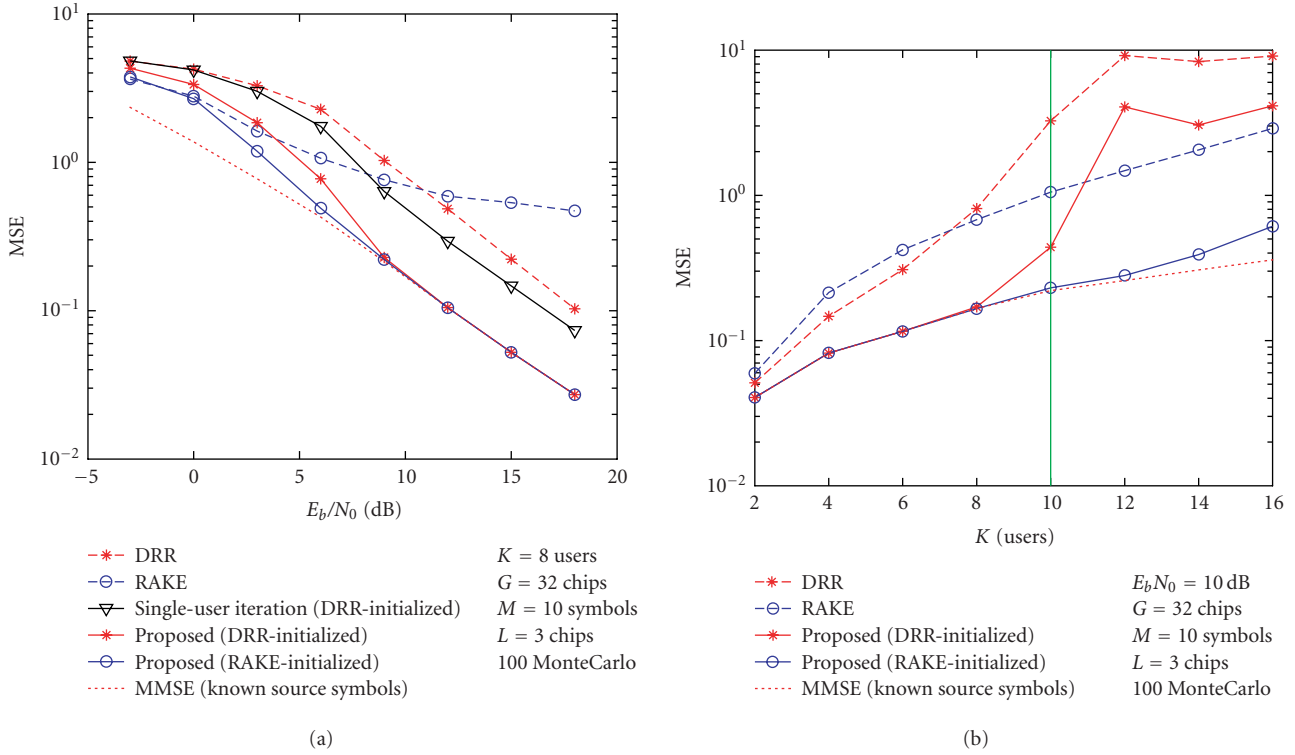 10^1
10^0
10^{-1}
10^{-2}
MSE
−5
0
5
10
15
20
E_b/N_0 (dB)
DRR
RAKE
Single-user iteration (DRR-initialized)
Proposed (DRR-initialized)
Proposed (RAKE-initialized)
MMSE (known source symbols)
K = 8 users
G = 32 chips
M = 10 symbols
L = 3 chips
100 MonteCarlo
(a)
10^1
10^0
10^{-1}
10^{-2}
MSE
2
4
6
8
10
12
14
16
K (users)
DRR
RAKE
Proposed (DRR-initialized)
Proposed (RAKE-initialized)
MMSE (known source symbols)
E_bN_0 = 10 dB
G = 32 chips
M = 10 symbols
L = 3 chips
100 MonteCarlo
(b)